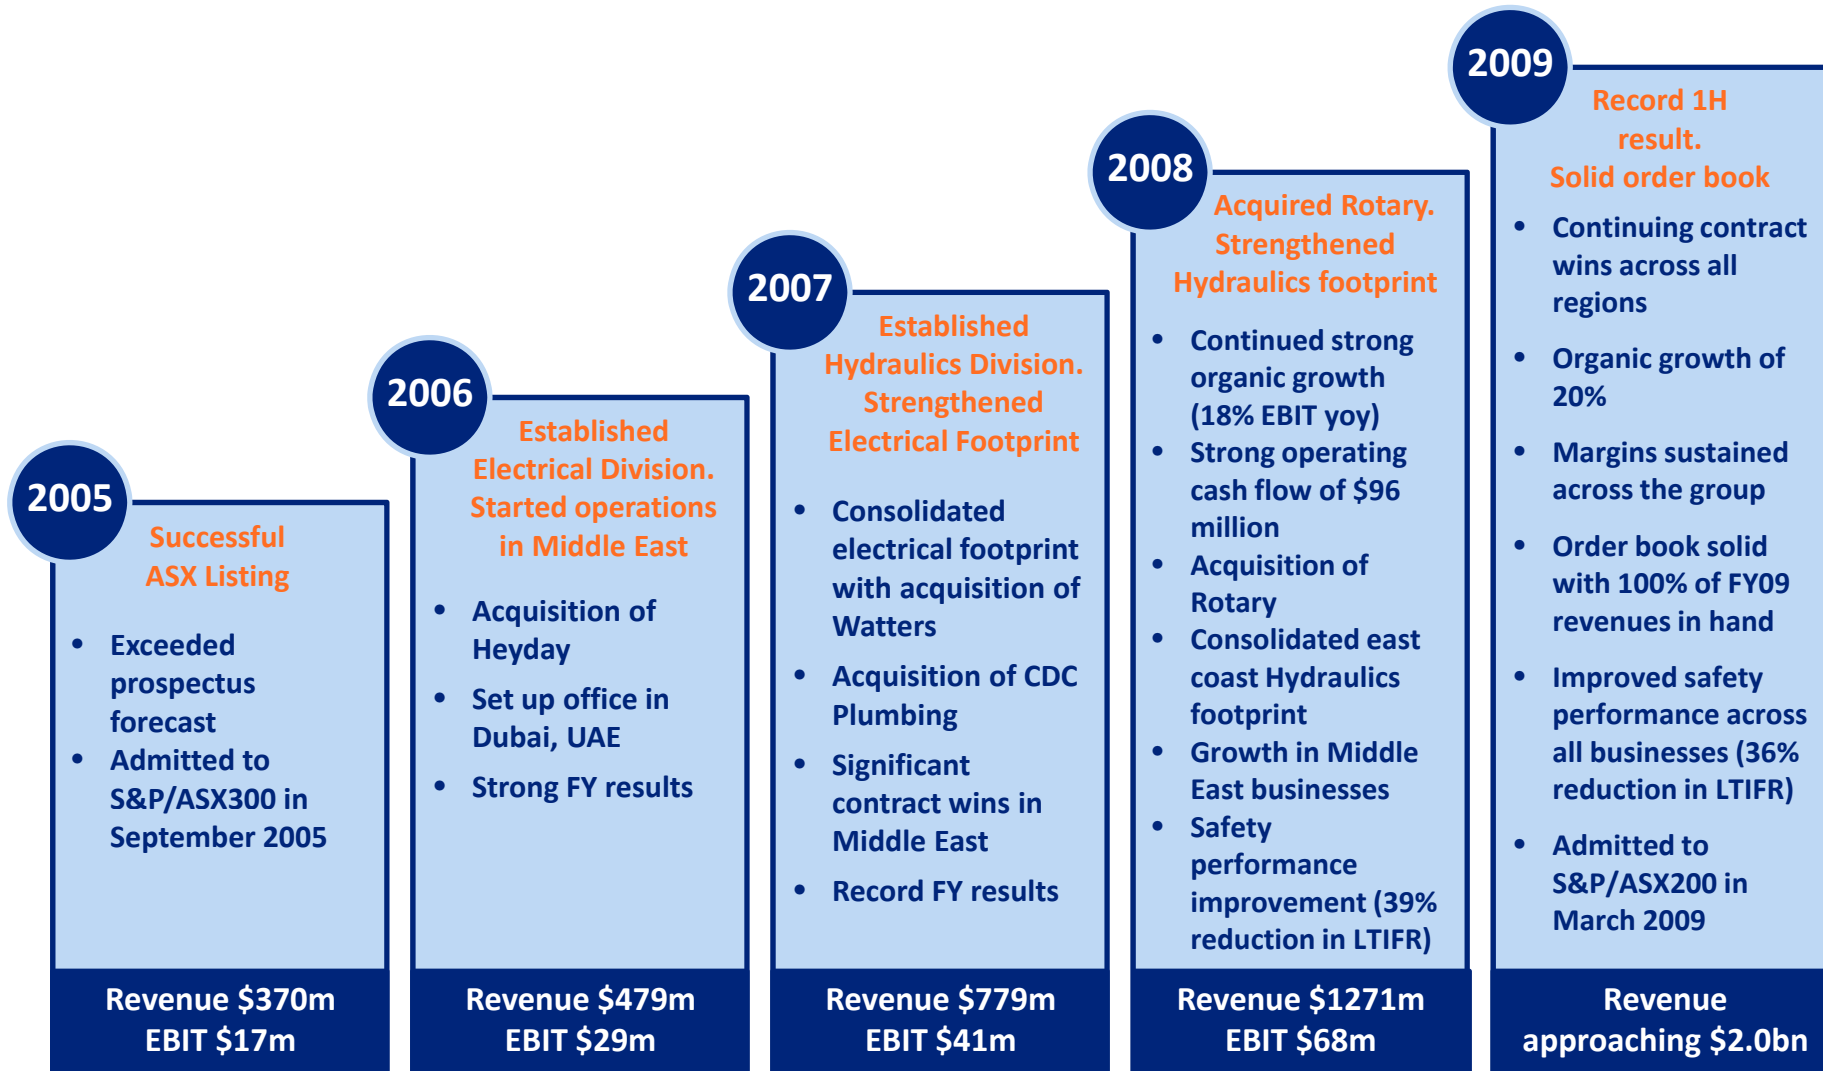 2005
Successful
ASX Listing
• Exceeded
prospectus
forecast
• Admitted to
S&P/ASX300 in
September 2005
Revenue $370m
EBIT $17m
2006
Established
Electrical Division.
Started operations
in Middle East
• Acquisition of
Heyday
• Set up office in
Dubai, UAE
• Strong FY results
Revenue $479m
EBIT $29m
2007
Established
Hydraulics Division.
Strengthened
Electrical Footprint
• Consolidated
electrical footprint
with acquisition of
Watters
• Acquisition of CDC
Plumbing
• Significant
contract wins in
Middle East
• Record FY results
Revenue $779m
EBIT $41m
2008
Acquired Rotary.
Strengthened
Hydraulics footprint
• Continued strong
organic growth
(18% EBIT yoy)
• Strong operating
cash flow of $96
million
• Acquisition of
Rotary
• Consolidated east
coast Hydraulics
footprint
• Growth in Middle
East businesses
• Safety
performance
improvement (39%
reduction in LTIFR)
Revenue $1271m
EBIT $68m
2009
Record 1H
result.
Solid order book
• Continuing contract
wins across all
regions
• Organic growth of
20%
• Margins sustained
across the group
• Order book solid
with 100% of FY09
revenues in hand
• Improved safety
performance across
all businesses (36%
reduction in LTIFR)
• Admitted to
S&P/ASX200 in
March 2009
Revenue
approaching $2.0bn